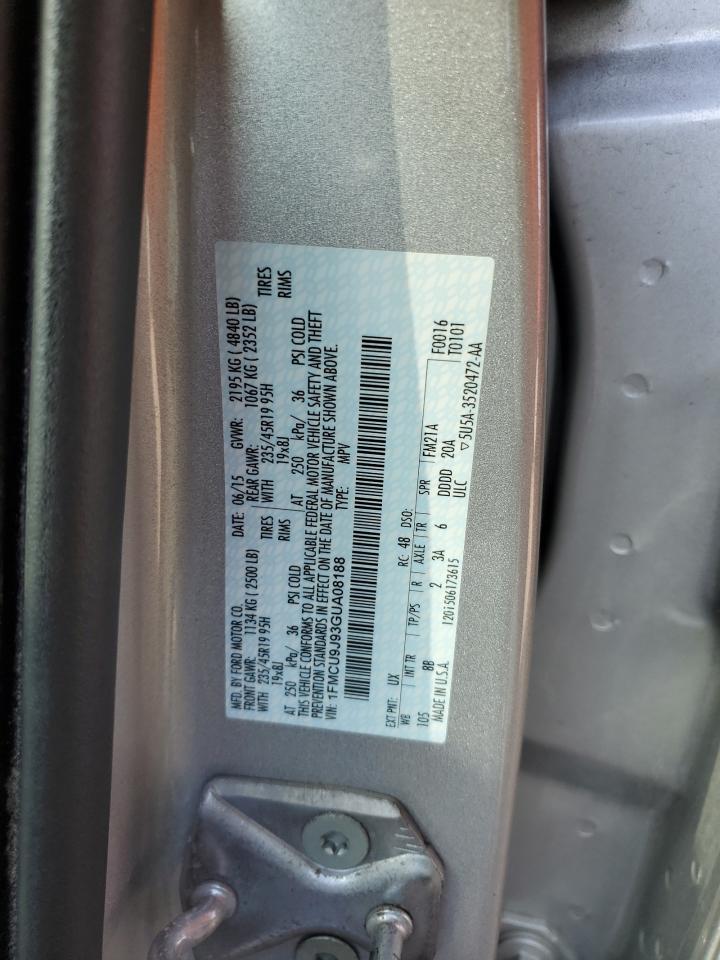 MFD. BY FORD MOTOR CO. DATE: 06/15 GVWR: 2195 KG ( 4840 LB)
FRONT GAWR: 1134 KG ( 2500 LB) REAR GAWR: 1067 KG ( 2352 LB)
WITH 235/45R19 95H TIRES WITH 235/45R19 95H TIRES
19x8J RIMS 19x8J RIMS
AT 250 kPa/ 36 PSI COLD AT 250 kPa/ 36 PSI COLD
THIS VEHICLE CONFORMS TO ALL APPLICABLE FEDERAL MOTOR VEHICLE SAFETY AND THEFT
PREVENTION STANDARDS IN EFFECT ON THE DATE OF MANUFACTURE SHOWN ABOVE.
VIN: 1FMCU9J93GUA08188 TYPE: MPV
EXT PNT: UX RC: 48 DSO: FM21A F0016
WB INT TR TP/PS R AXLE TR SPR T0101
105 8B 2 3A 6 DDDD 20A
MADE IN U.S.A. 120i506173615 ULC ▽5U5A-3520472-AA